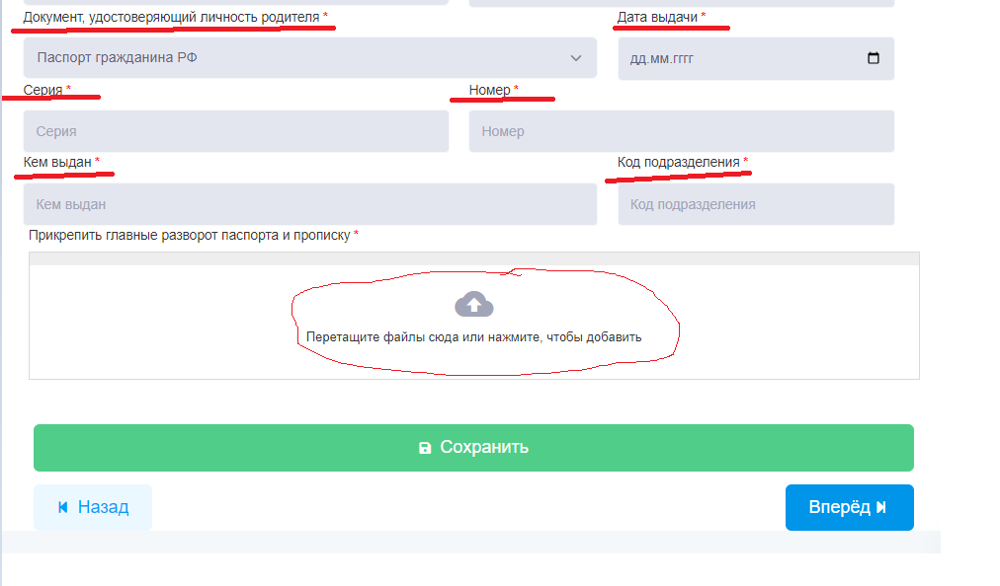 Документ, удостоверяющий личность родителя * Дата выдачи *
Паспорт гражданина РФ дд.мм.гггг
Серия * Номер *
Серия Номер
Кем выдан * Код подразделения *
Кем выдан Код подразделения
Прикрепить главные разворот паспорта и прописку *
Перетащите файлы сюда или нажмите, чтобы добавить
Сохранить
Назад Вперёд